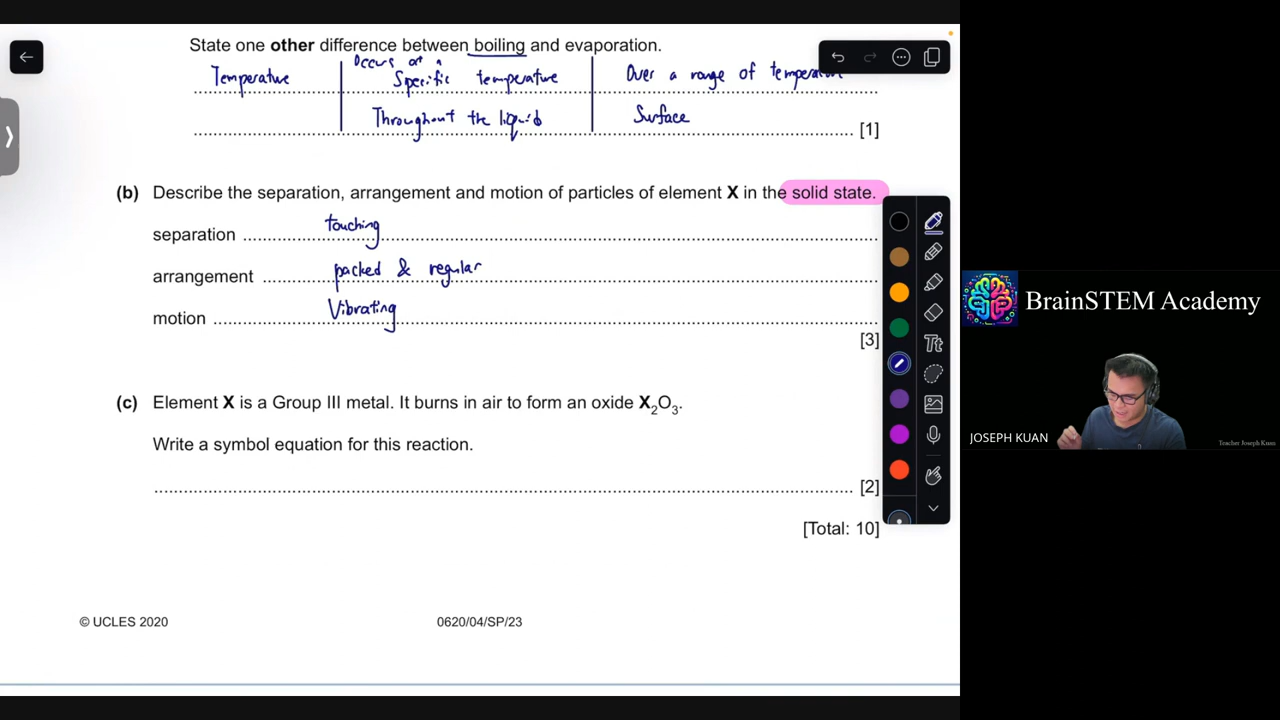 State one other difference between boiling and evaporation.
Occurs at a
Temperature Specific temperature Over a range of temperature
Throughout the liquid Surface
[1]
(b) Describe the separation, arrangement and motion of particles of element X in the solid state.
separation touching
arrangement packed & regular
motion Vibrating
[3]
(c) Element X is a Group III metal. It burns in air to form an oxide X₂O₃.
Write a symbol equation for this reaction.
[2]
[Total: 10]
© UCLES 2020 0620/04/SP/23
Tt
BrainSTEM Academy
JOSEPH KUAN
Teacher Joseph Kuan